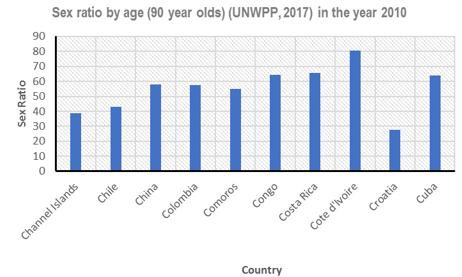 Sex ratio by age (90 year olds) (UNWPP, 2017) in the year 2010
90
80
70
60
50
40
30
20
10
0
Sex Ratio
Channel Islands
Chile
China
Colombia
Comoros
Congo
Costa Rica
Cote d'Ivoire
Croatia
Cuba
Country